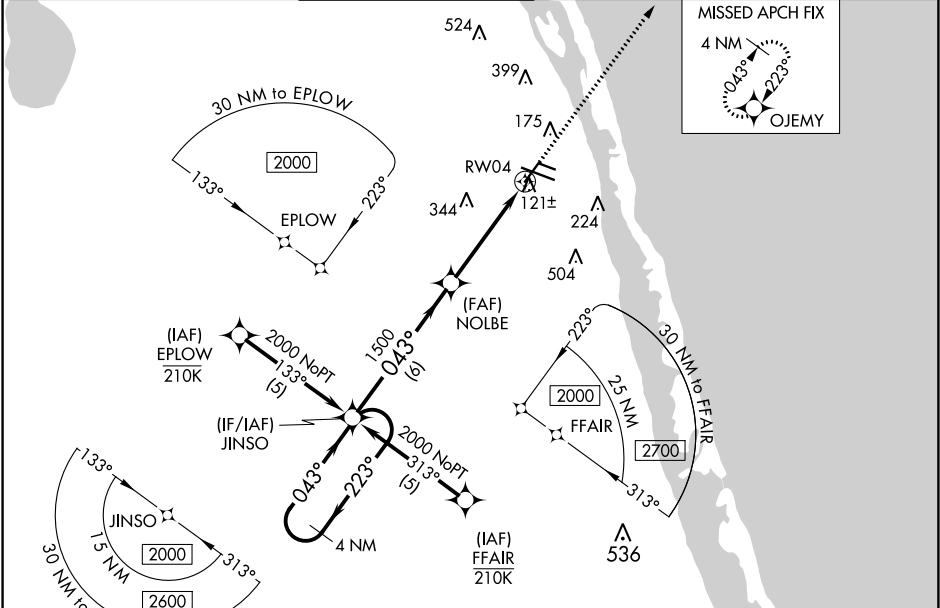 MISSED APCH FIX
4 NM
043°
223°
OJEMY
524
399
175
RW04
121±
344
224
504
30 NM to EPLOW
2000
133°
223°
EPLOW
(FAF)
NOLBE
1500
043°
(6)
(IAF)
EPLOW
210K
2000 NoPT
133°
(5)
(IF/IAF)
JINSO
2000 NoPT
313°
(5)
043°
223°
4 NM
(IAF)
FFAIR
210K
223°
30 NM to FFAIR
25 NM
2000
FFAIR
2700
313°
536
133°
JINSO
15 NM
2000
313°
30 NM to
2600